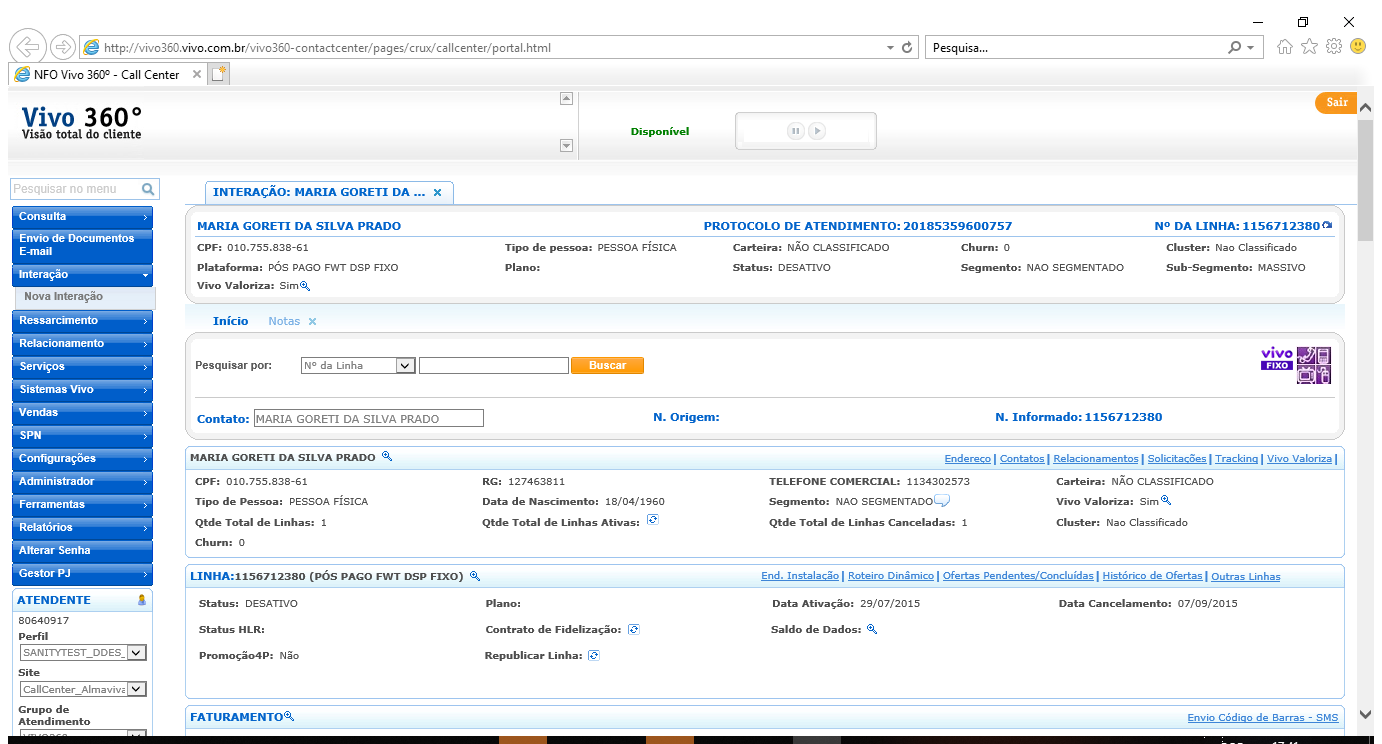 http://vivo360.vivo.com.br/vivo360-contactcenter/pages/crux/callcenter/portal.html
Pesquisa...
NFO Vivo 360º - Call Center
Vivo 360°
Visão total do cliente
Disponível
Sair
Pesquisar no menu
Consulta
Envio de Documentos
E-mail
Interação
Nova Interação
Ressarcimento
Relacionamento
Serviços
Sistemas Vivo
Vendas
SPN
Configurações
Administrador
Ferramentas
Relatórios
Alterar Senha
Gestor PJ
ATENDENTE
80640917
Perfil
SANITYTEST_DDES_
Site
CallCenter_Almaviva
Grupo de
Atendimento
INTERAÇÃO: MARIA GORETI DA ...
MARIA GORETI DA SILVA PRADO PROTOCOLO DE ATENDIMENTO: 20185359600757 Nº DA LINHA: 1156712380
CPF: 010.755.838-61 Tipo de pessoa: PESSOA FÍSICA Carteira: NÃO CLASSIFICADO Churn: 0 Cluster: Nao Classificado
Plataforma: PÓS PAGO FWT DSP FIXO Plano: Status: DESATIVO Segmento: NAO SEGMENTADO Sub-Segmento: MASSIVO
Vivo Valoriza: Sim
Início Notas
Pesquisar por: Nº da Linha Buscar
vivo
FIXO
Contato: MARIA GORETI DA SILVA PRADO N. Origem: N. Informado: 1156712380
MARIA GORETI DA SILVA PRADO Endereço | Contatos | Relacionamentos | Solicitações | Tracking | Vivo Valoriza |
CPF: 010.755.838-61 RG: 127463811 TELEFONE COMERCIAL: 1134302573 Carteira: NÃO CLASSIFICADO
Tipo de Pessoa: PESSOA FÍSICA Data de Nascimento: 18/04/1960 Segmento: NAO SEGMENTADO Vivo Valoriza: Sim
Qtde Total de Linhas: 1 Qtde Total de Linhas Ativas: Qtde Total de Linhas Canceladas: 1 Cluster: Nao Classificado
Churn: 0
LINHA:1156712380 (PÓS PAGO FWT DSP FIXO) End. Instalação | Roteiro Dinâmico | Ofertas Pendentes/Concluídas | Histórico de Ofertas | Outras Linhas
Status: DESATIVO Plano: Data Ativação: 29/07/2015 Data Cancelamento: 07/09/2015
Status HLR: Contrato de Fidelização: Saldo de Dados:
Promoção4P: Não Republicar Linha:
FATURAMENTO Envio Código de Barras - SMS